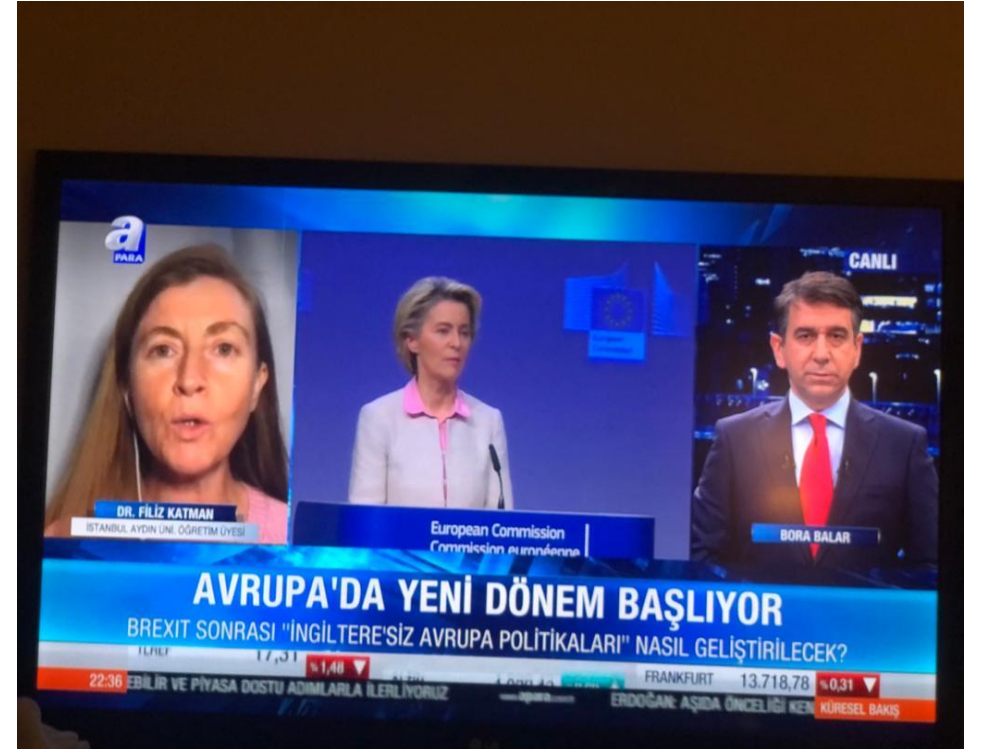 a
PARA
CANLI
European
Commission
DR. FİLİZ KATMAN
İSTANBUL AYDIN ÜNİ. ÖĞRETİM ÜYESİ
European Commission
Commission européenne
BORA BALAR
AVRUPA'DA YENİ DÖNEM BAŞLIYOR
BREXIT SONRASI "İNGİLTERE'SİZ AVRUPA POLİTİKALARI" NASIL GELİŞTİRİLECEK?
17,31 %1,48 FRANKFURT 13.718,78 %0,31
22:36 EBİLİR VE PİYASA DOSTU ADIMLARLA İLERLİYORUZ ERDOĞAN: AŞIDA ÖNCELİĞİ KEN KÜRESEL BAKIŞ